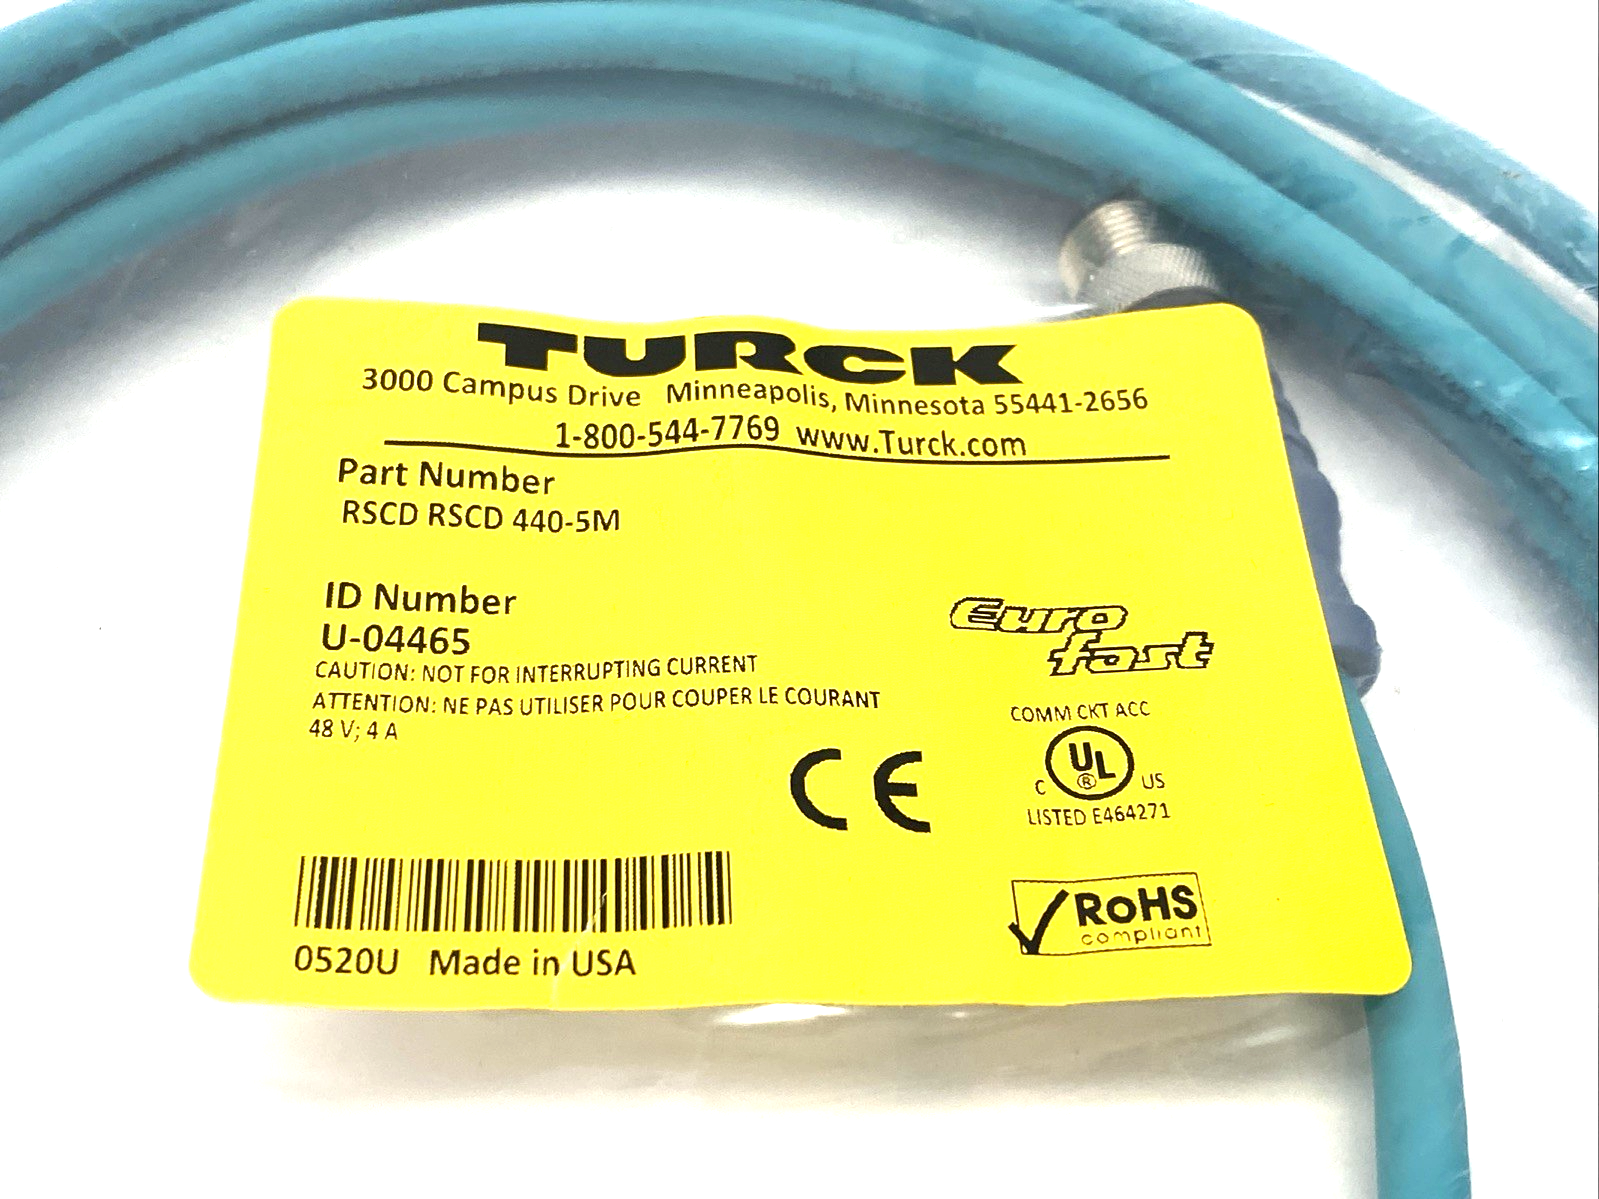 TURCK
3000 Campus Drive Minneapolis, Minnesota 55441-2656
1-800-544-7769 www.Turck.com
Part Number
RSCD RSCD 440-5M
ID Number
U-04465
CAUTION: NOT FOR INTERRUPTING CURRENT
ATTENTION: NE PAS UTILISER POUR COUPER LE COURANT
48 V; 4 A
Euro
fast
COMM CKT ACC
C UL ® US
LISTED E464271
CE
RoHS
compliant
0520U Made in USA